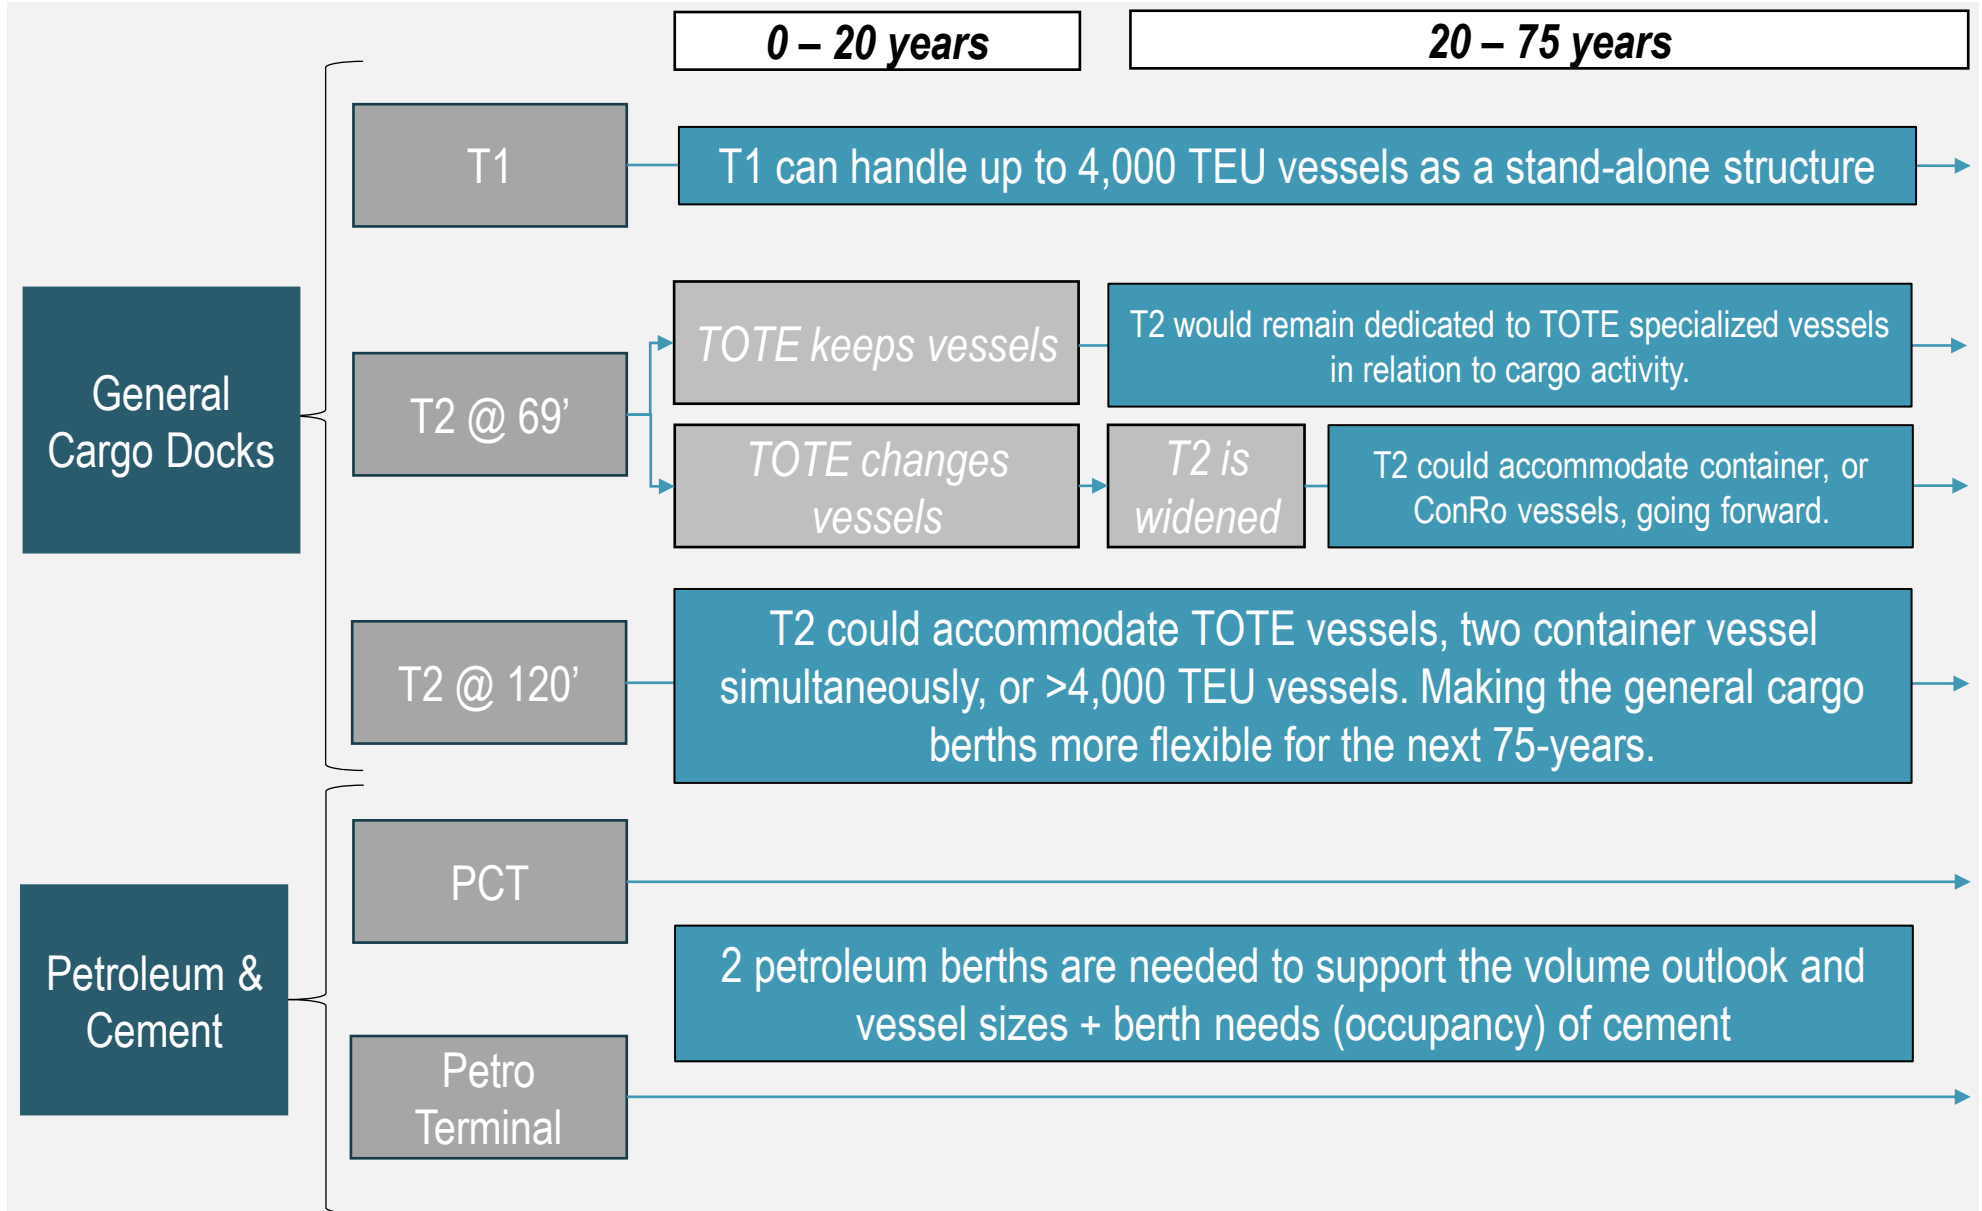 0 – 20 years
20 – 75 years
T1
T1 can handle up to 4,000 TEU vessels as a stand-alone structure
General
Cargo Docks
T2 @ 69’
TOTE keeps vessels
T2 would remain dedicated to TOTE specialized vessels
in relation to cargo activity.
TOTE changes
vessels
T2 is
widened
T2 could accommodate container, or
ConRo vessels, going forward.
T2 @ 120’
T2 could accommodate TOTE vessels, two container vessel
simultaneously, or >4,000 TEU vessels. Making the general cargo
berths more flexible for the next 75-years.
Petroleum &
Cement
PCT
2 petroleum berths are needed to support the volume outlook and
vessel sizes + berth needs (occupancy) of cement
Petro
Terminal